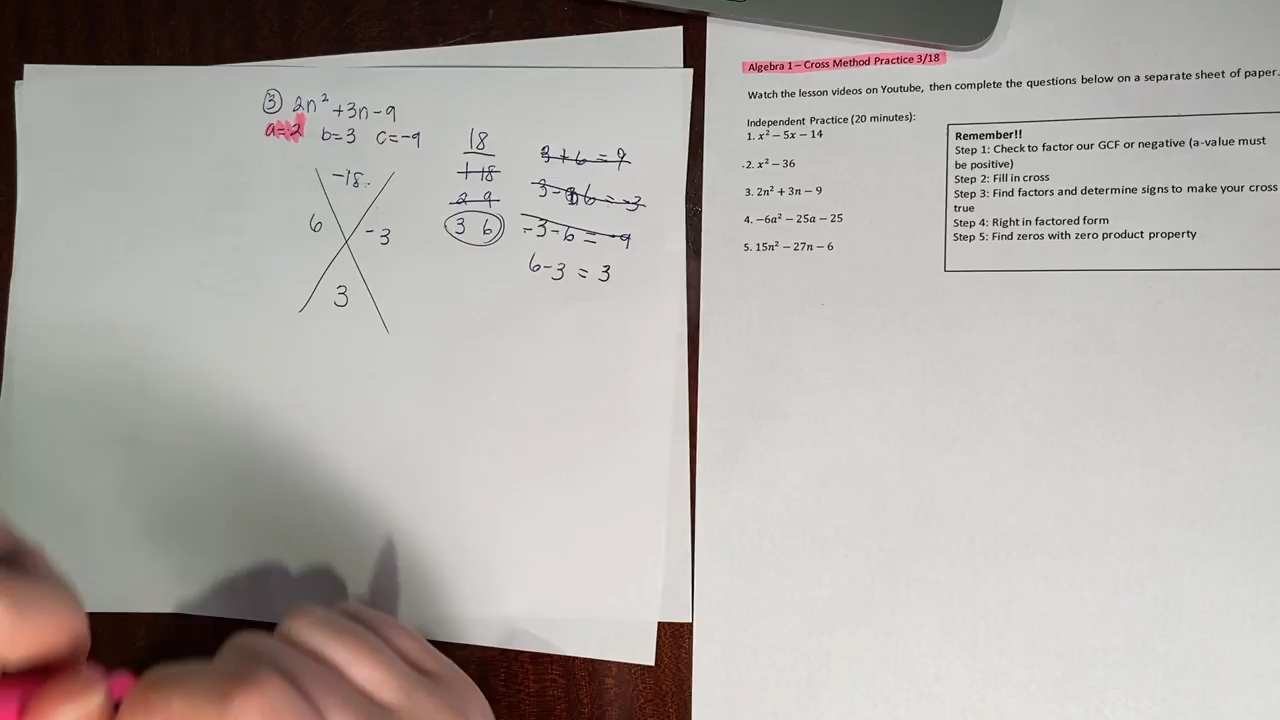 ③ 2n² +3n -9
a=2 b=3 c=-9
-18
6 -3
3
18
1 18
2 9
3 6
3+6=9
3-6=-3
-3-6=-9
6-3=3
Algebra 1 – Cross Method Practice 3/18
Watch the lesson videos on Youtube, then complete the questions below on a separate sheet of paper.
Independent Practice (20 minutes):
1. x² − 5x − 14
2. x² − 36
3. 2n² + 3n − 9
4. −6a² − 25a − 25
5. 15n² − 27n − 6
Remember!!
Step 1: Check to factor our GCF or negative (a-value must
be positive)
Step 2: Fill in cross
Step 3: Find factors and determine signs to make your cross
true
Step 4: Right in factored form
Step 5: Find zeros with zero product property